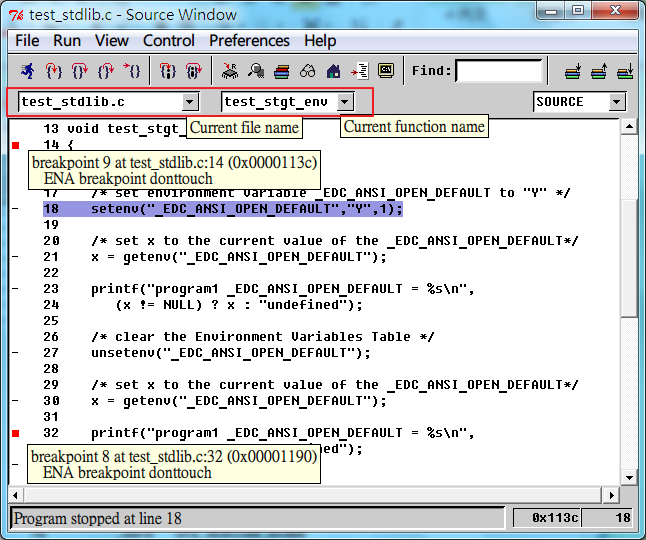 test_stdlib.c - Source Window
File Run View Control Preferences Help
Find:
test_stdlib.c test_stgt_env SOURCE
Current file name Current function name
13 void test_stgt_
14 {
breakpoint 9 at test_stdlib.c:14 (0x0000113c)
ENA breakpoint donttouch
17 /* set environment variable _EDC_ANSI_OPEN_DEFAULT to "Y" */
18 setenv("_EDC_ANSI_OPEN_DEFAULT","Y",1);
19
20 /* set x to the current value of the _EDC_ANSI_OPEN_DEFAULT*/
21 x = getenv("_EDC_ANSI_OPEN_DEFAULT");
22
23 printf("program1 _EDC_ANSI_OPEN_DEFAULT = %s\n",
24 (x != NULL) ? x : "undefined");
25
26 /* clear the Environment Variables Table */
27 unsetenv("_EDC_ANSI_OPEN_DEFAULT");
28
29 /* set x to the current value of the _EDC_ANSI_OPEN_DEFAULT*/
30 x = getenv("_EDC_ANSI_OPEN_DEFAULT");
31
32 printf("program1 _EDC_ANSI_OPEN_DEFAULT = %s\n",
breakpoint 8 at test_stdlib.c:32 (0x00001190)
ned");
ENA breakpoint donttouch
Program stopped at line 18 0x113c 18